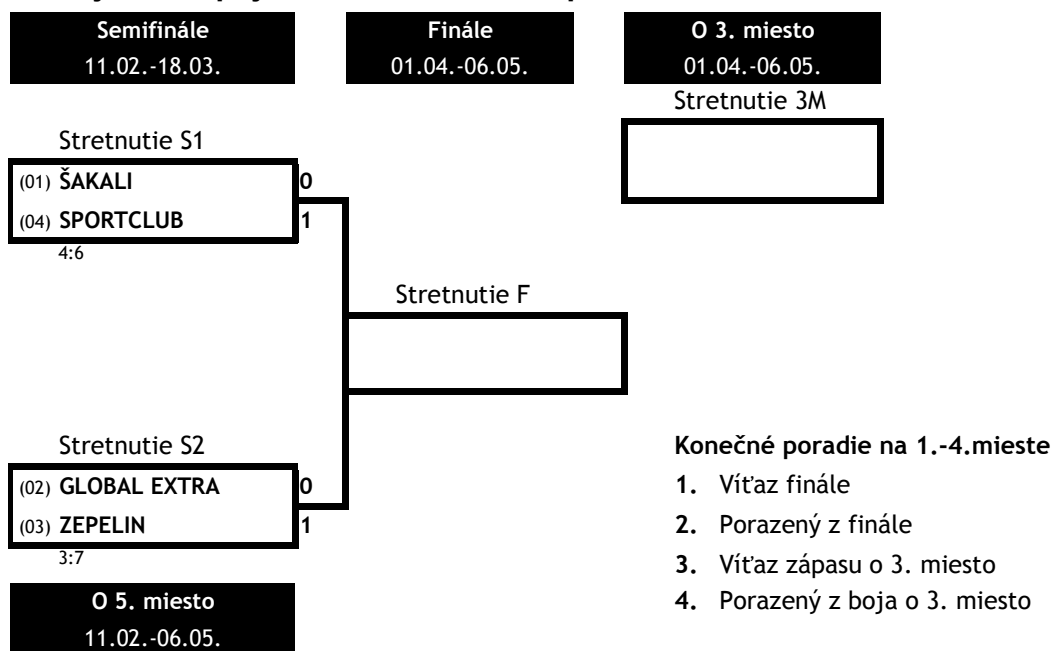 Semifinále
11.02.-18.03.
Finále
01.04.-06.05.
O 3. miesto
01.04.-06.05.
Stretnutie 3M
Stretnutie S1
(01) ŠAKALI 0
(04) SPORTCLUB 1
4:6
Stretnutie F
Stretnutie S2
(02) GLOBAL EXTRA 0
(03) ZEPELIN 1
3:7
Konečné poradie na 1.-4.mieste
1. Víťaz finále
2. Porazený z finále
3. Víťaz zápasu o 3. miesto
4. Porazený z boja o 3. miesto
O 5. miesto
11.02.-06.05.